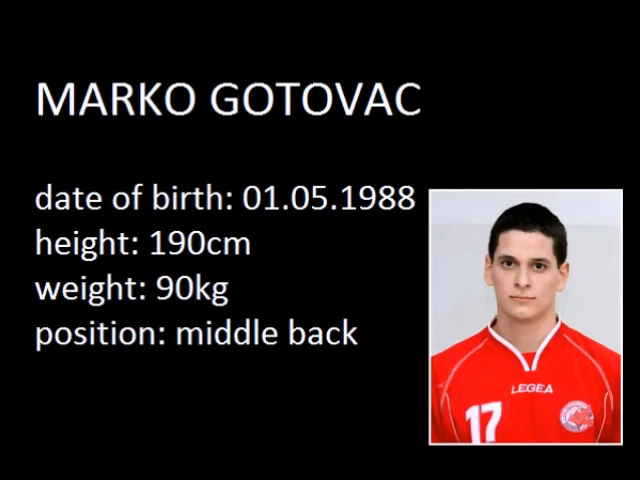 MARKO GOTOVAC
date of birth: 01.05.1988
height: 190cm
weight: 90kg
position: middle back
LEGEA
17